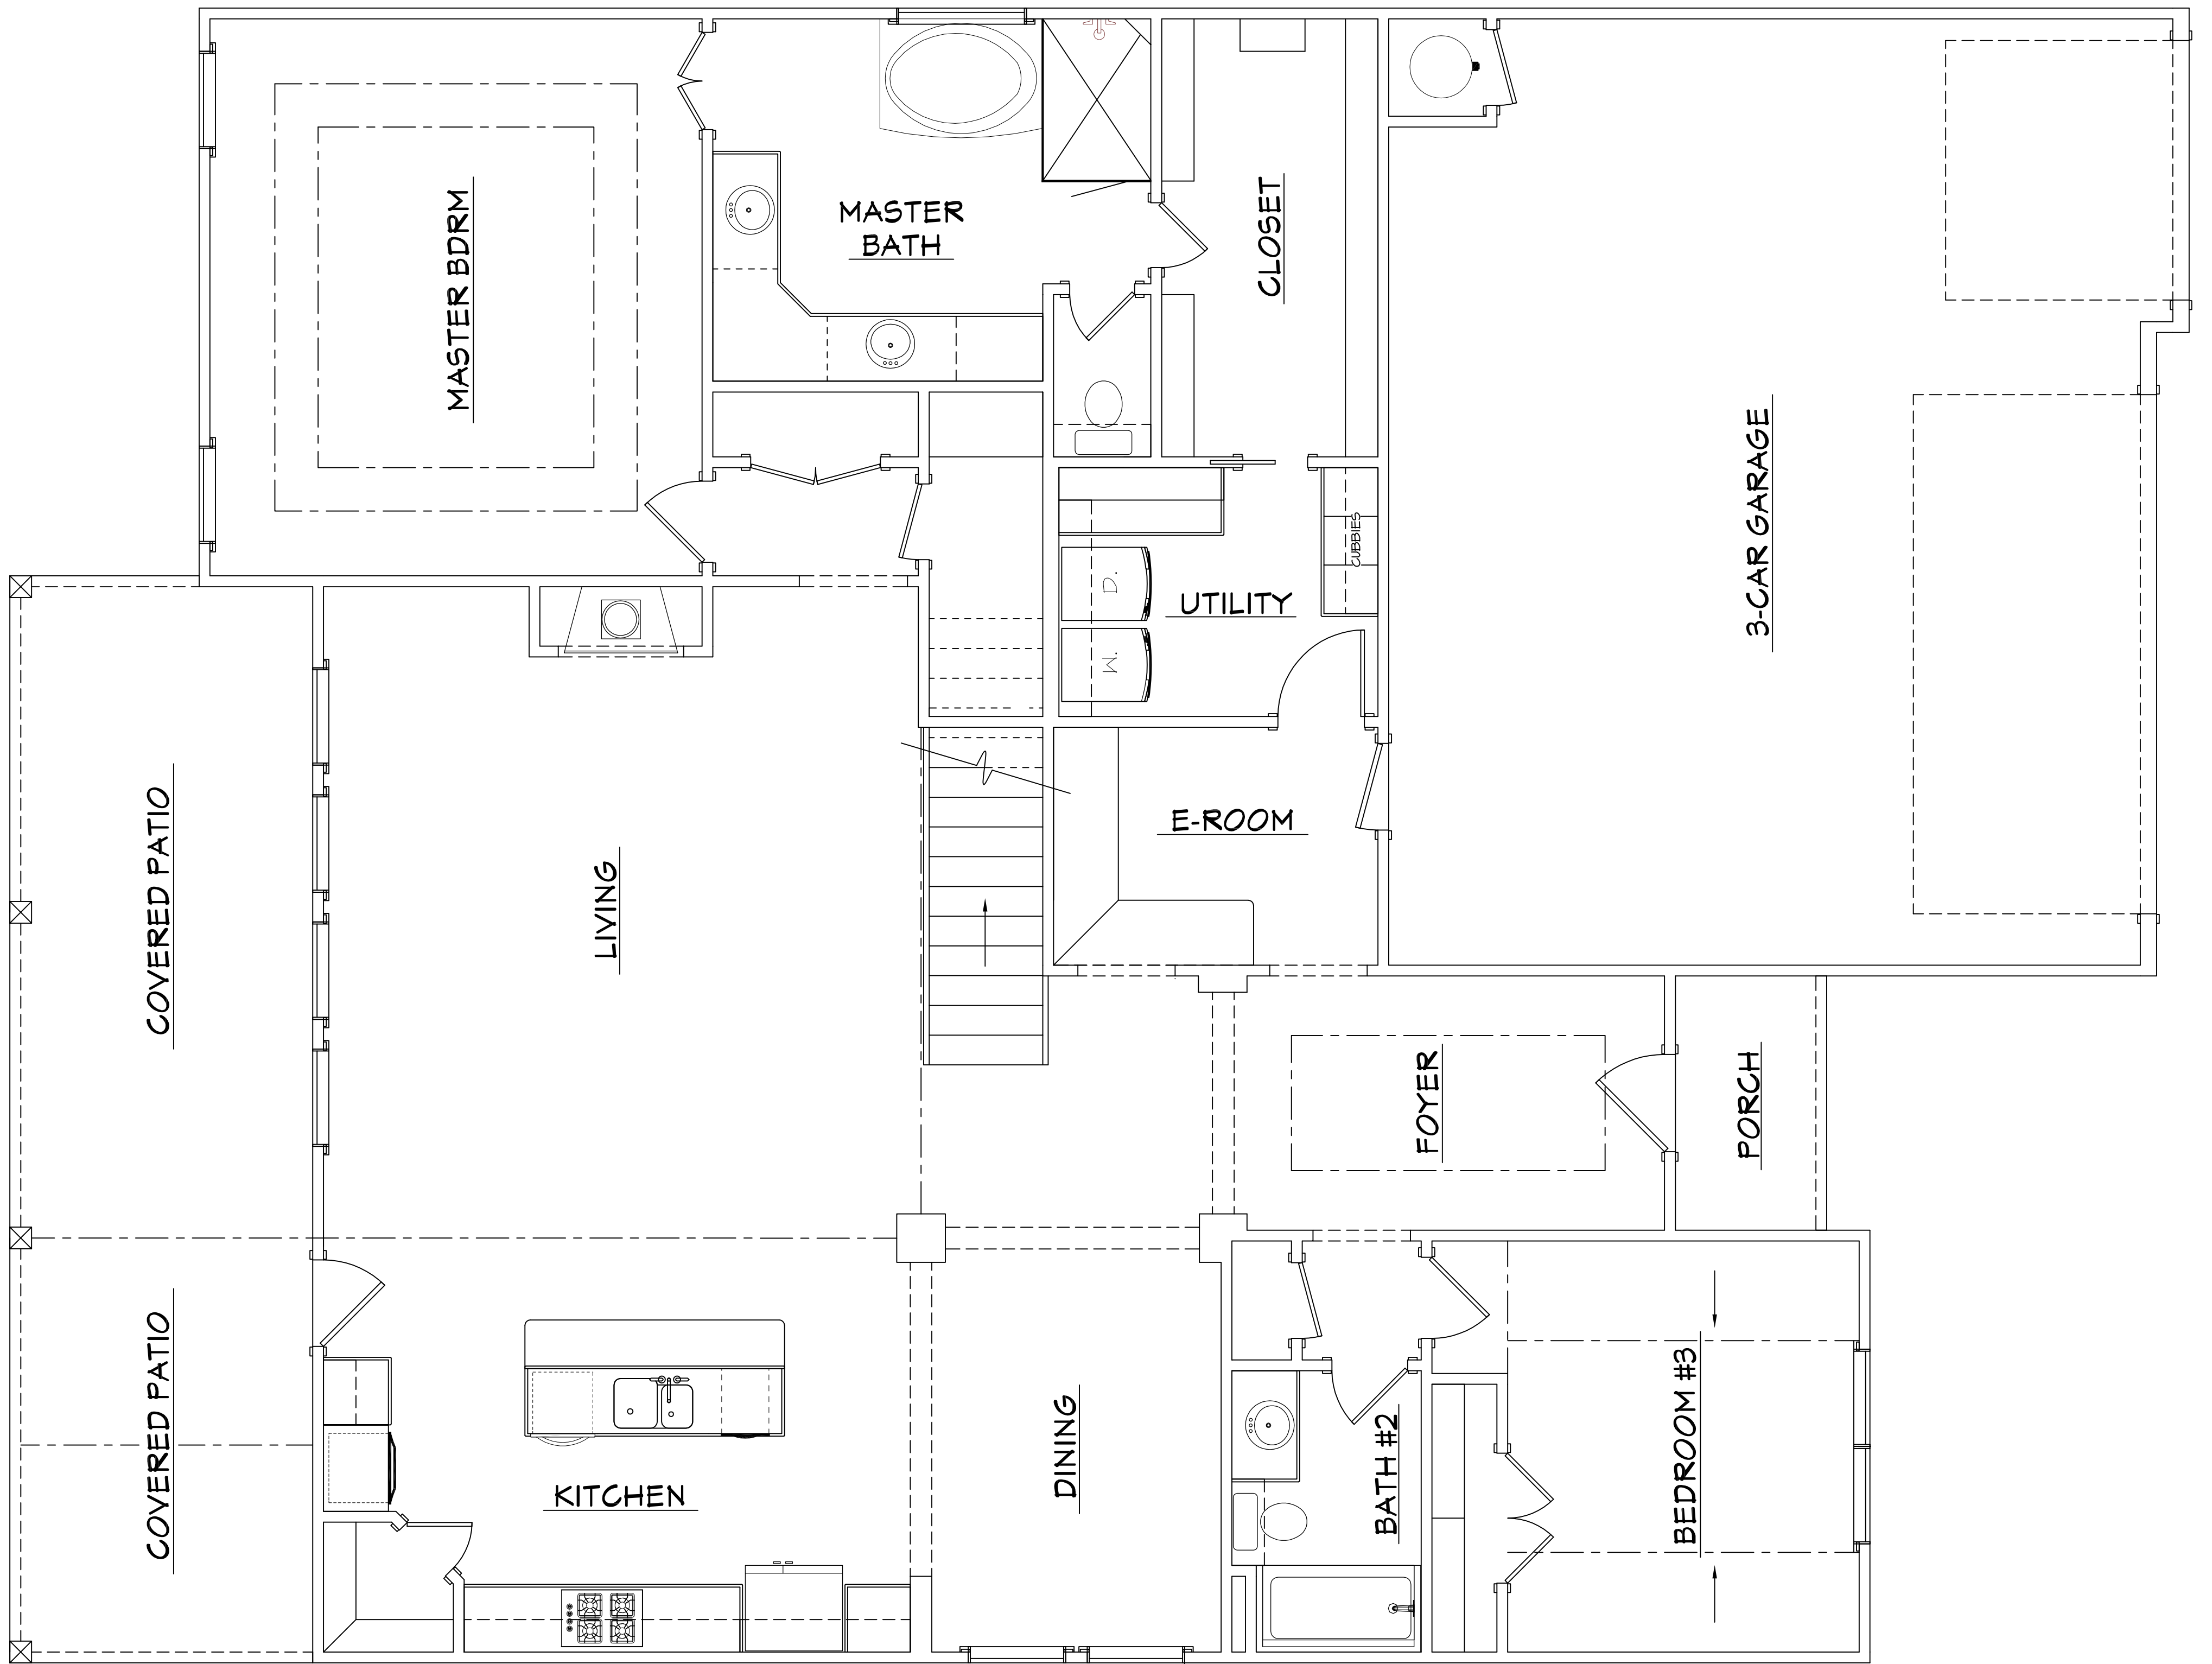 MASTER BDRM
MASTER
BATH
CLOSET
3-CAR GARAGE
CUBBIES
D.
W.
UTILITY
E-ROOM
COVERED PATIO
LIVING
FOYER
PORCH
COVERED PATIO
KITCHEN
DINING
BATH #2
BEDROOM #3